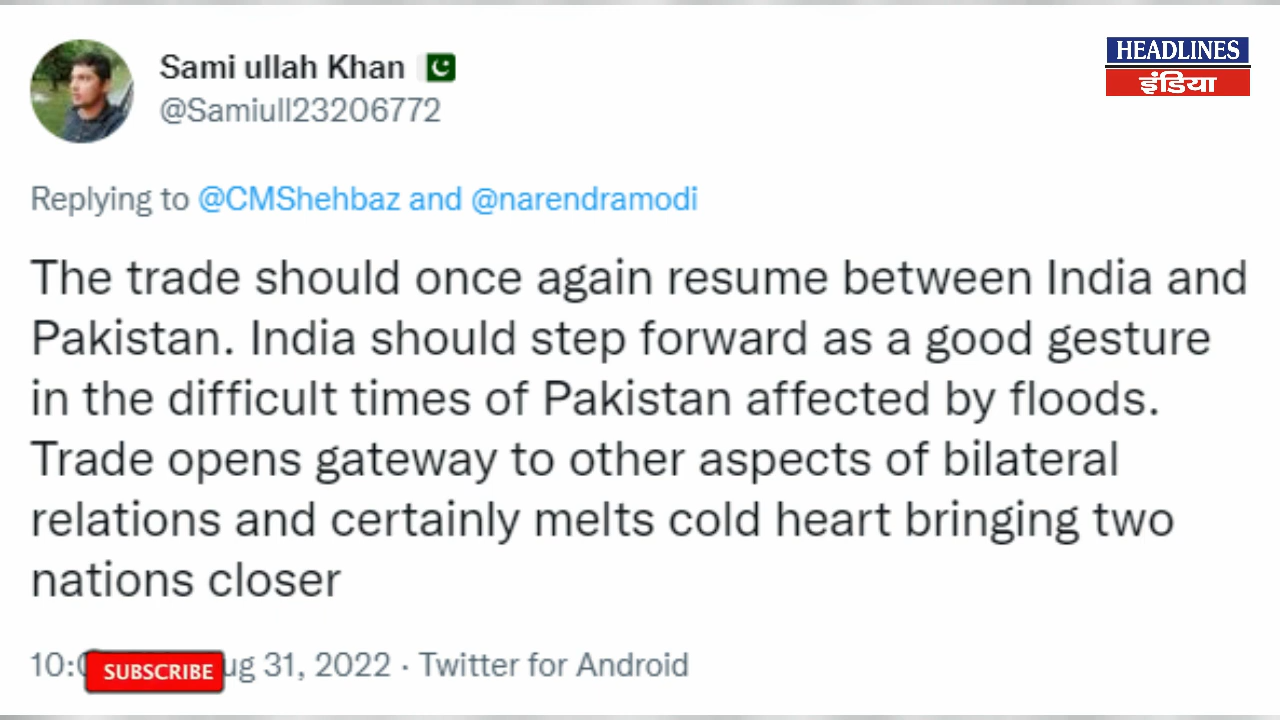 Sami ullah Khan
HEADLINES
इंडिया
@Samiull23206772
Replying to @CMShehbaz and @narendramodi
The trade should once again resume between India and
Pakistan. India should step forward as a good gesture
in the difficult times of Pakistan affected by floods.
Trade opens gateway to other aspects of bilateral
relations and certainly melts cold heart bringing two
nations closer
SUBSCRIBE
31, 2022 · Twitter for Android